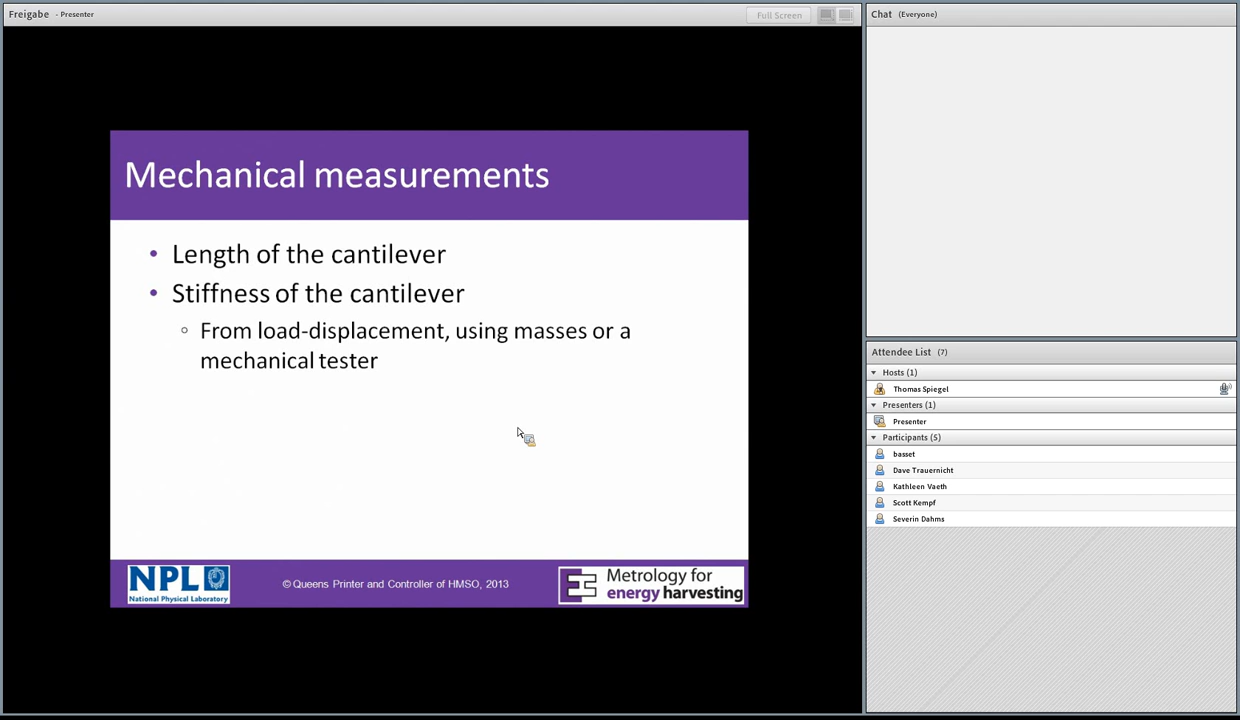 Freigabe - Presenter
Full Screen
Mechanical measurements
• Length of the cantilever
• Stiffness of the cantilever
○ From load-displacement, using masses or a
mechanical tester
NPL
National Physical Laboratory
© Queens Printer and Controller of HMSO, 2013
Metrology for
energy harvesting
Chat (Everyone)
Attendee List (7)
Hosts (1)
Thomas Spiegel
Presenters (1)
Presenter
Participants (5)
basset
Dave Trauernicht
Kathleen Vaeth
Scott Kempf
Severin Dahms